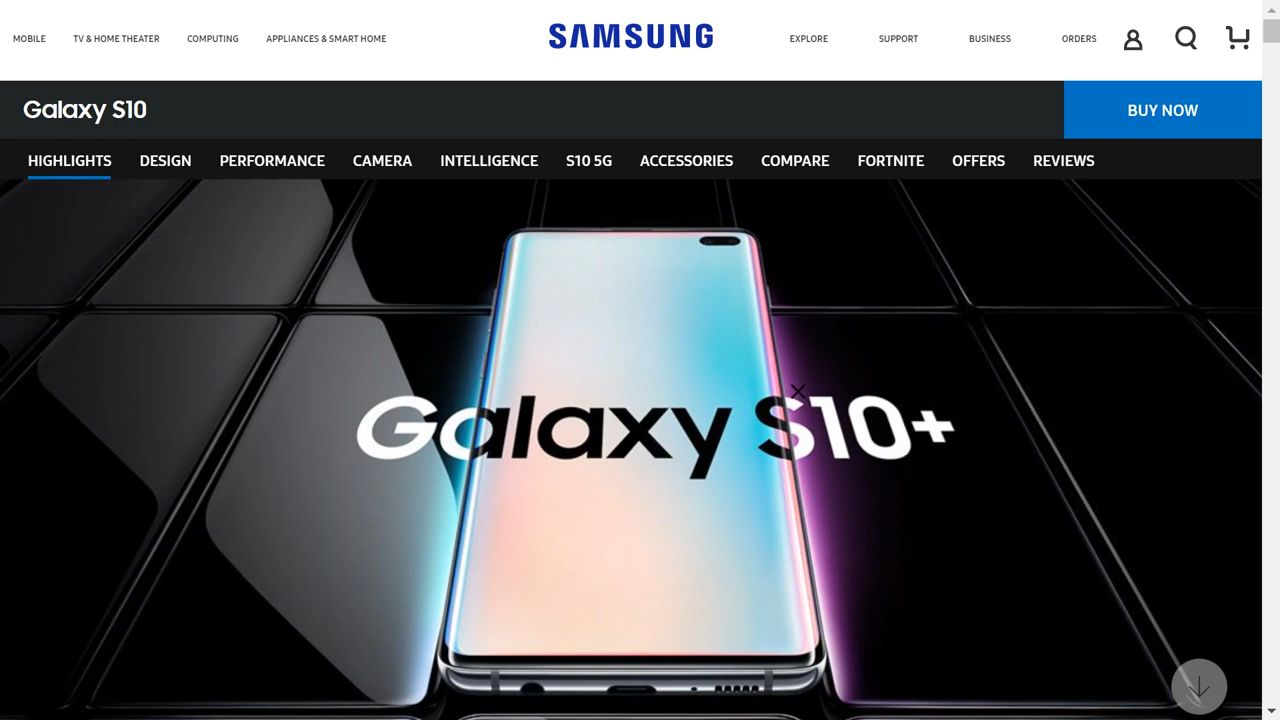 MOBILE TV & HOME THEATER COMPUTING APPLIANCES & SMART HOME SAMSUNG EXPLORE SUPPORT BUSINESS ORDERS
Galaxy S10 BUY NOW
HIGHLIGHTS DESIGN PERFORMANCE CAMERA INTELLIGENCE S10 5G ACCESSORIES COMPARE FORTNITE OFFERS REVIEWS
Galaxy S10+